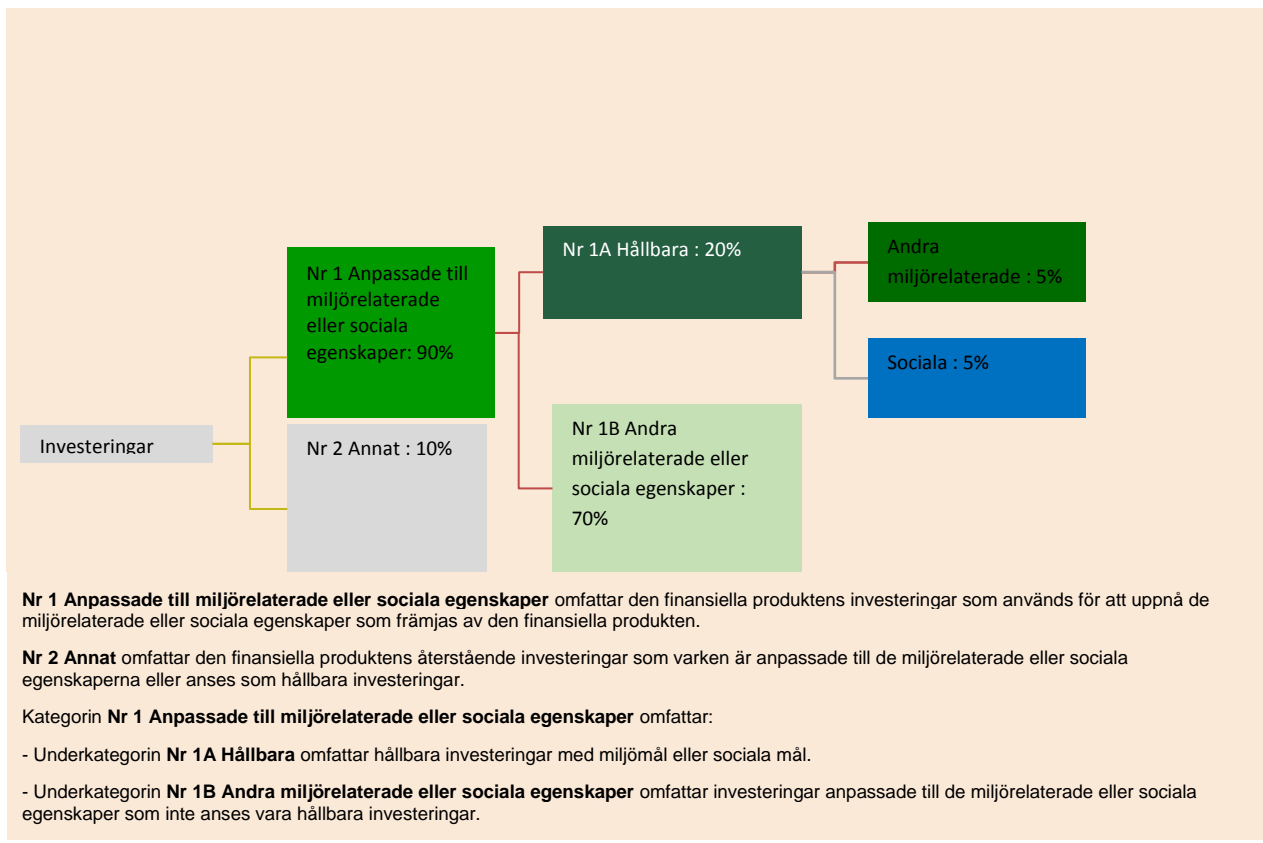 Nr 1A Hållbara : 20%
Andra
miljörelaterade : 5%
Nr 1 Anpassade till
miljörelaterade
eller sociala
egenskaper: 90%
Sociala : 5%
Investeringar
Nr 2 Annat : 10%
Nr 1B Andra
miljörelaterade eller
sociala egenskaper :
70%
Nr 1 Anpassade till miljörelaterade eller sociala egenskaper omfattar den finansiella produktens investeringar som används för att uppnå de
miljörelaterade eller sociala egenskaper som främjas av den finansiella produkten.
Nr 2 Annat omfattar den finansiella produktens återstående investeringar som varken är anpassade till de miljörelaterade eller sociala
egenskaperna eller anses som hållbara investeringar.
Kategorin Nr 1 Anpassade till miljörelaterade eller sociala egenskaper omfattar:
- Underkategorin Nr 1A Hållbara omfattar hållbara investeringar med miljömål eller sociala mål.
- Underkategorin Nr 1B Andra miljörelaterade eller sociala egenskaper omfattar investeringar anpassade till de miljörelaterade eller sociala
egenskaper som inte anses vara hållbara investeringar.